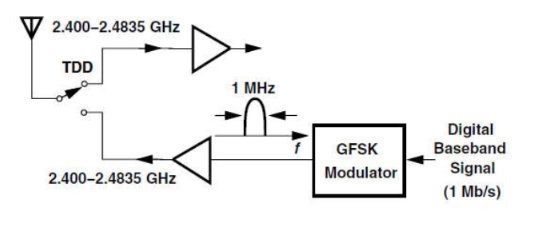 2.400–2.4835 GHz
TDD
1 MHz
f
GFSK
Modulator
Digital
Baseband
Signal
(1 Mb/s)
2.400–2.4835 GHz